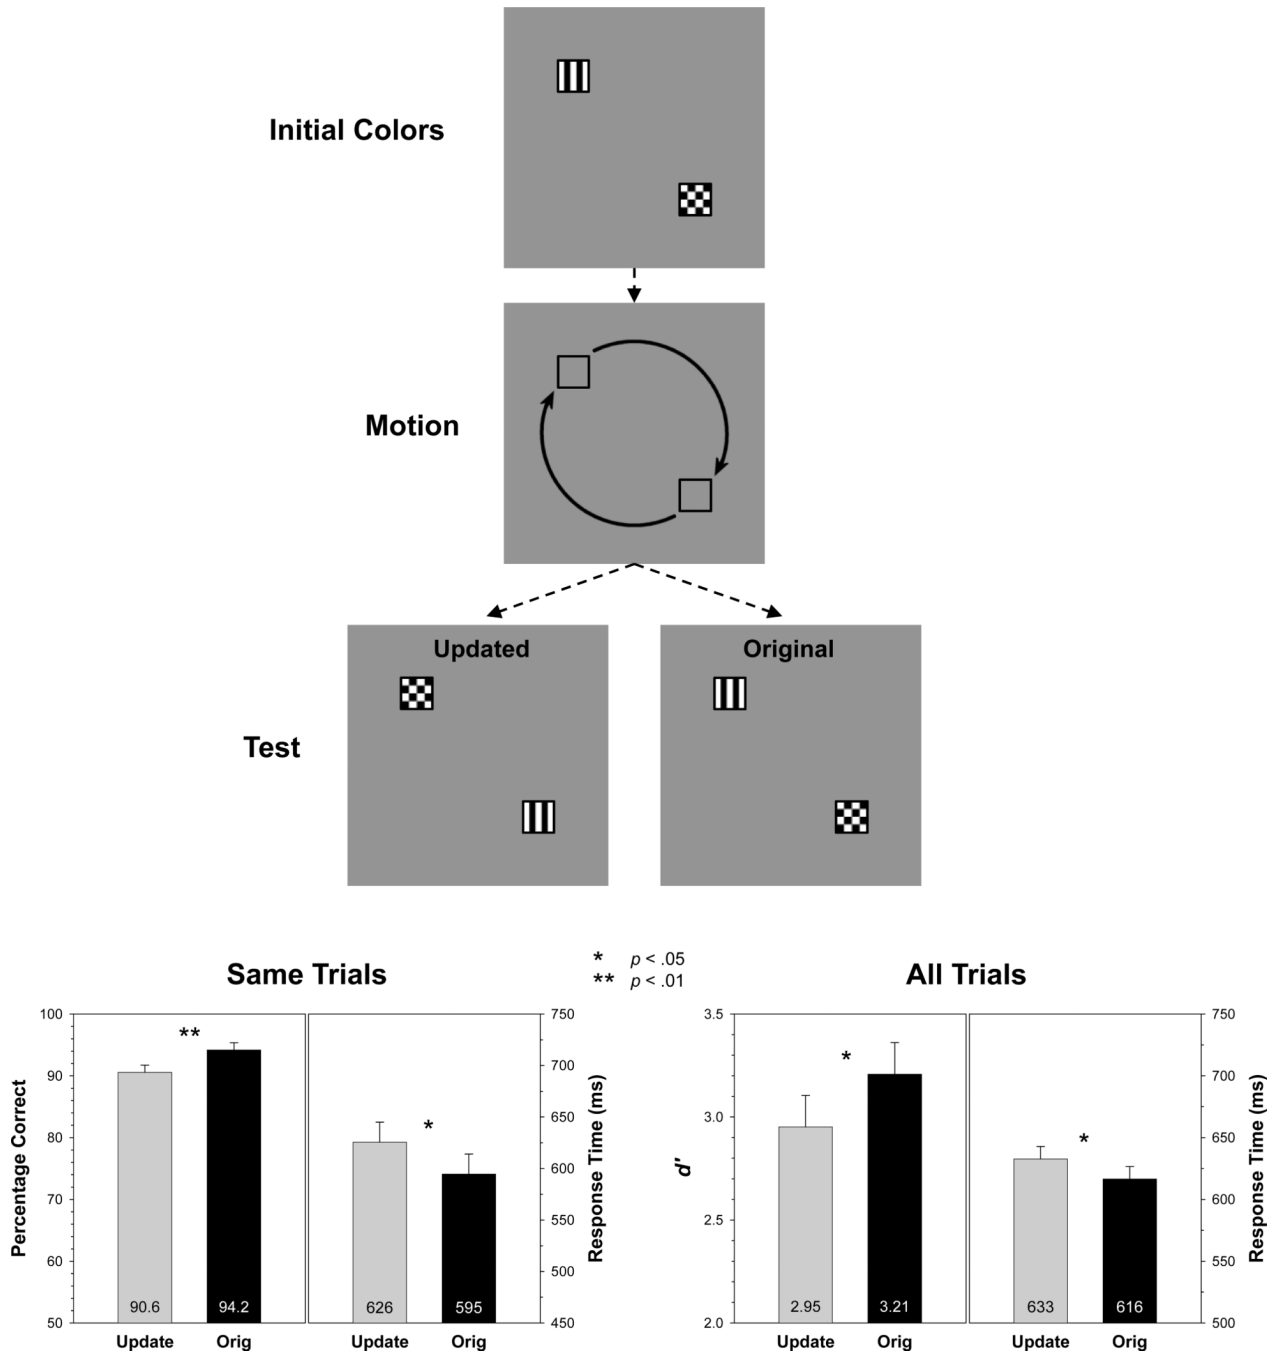 Initial Colors
Motion
Updated
Original
Test
* p < .05
** p < .01
Same Trials
All Trials
Percentage Correct
100
90
80
70
60
50
**
90.6
94.2
Update Orig
*
626
595
Update Orig
750
700
650
600
550
500
450
Response Time (ms)
d'
3.5
3.0
2.5
2.0
*
2.95
3.21
Update Orig
*
633
616
Update Orig
750
700
650
600
550
500
Response Time (ms)